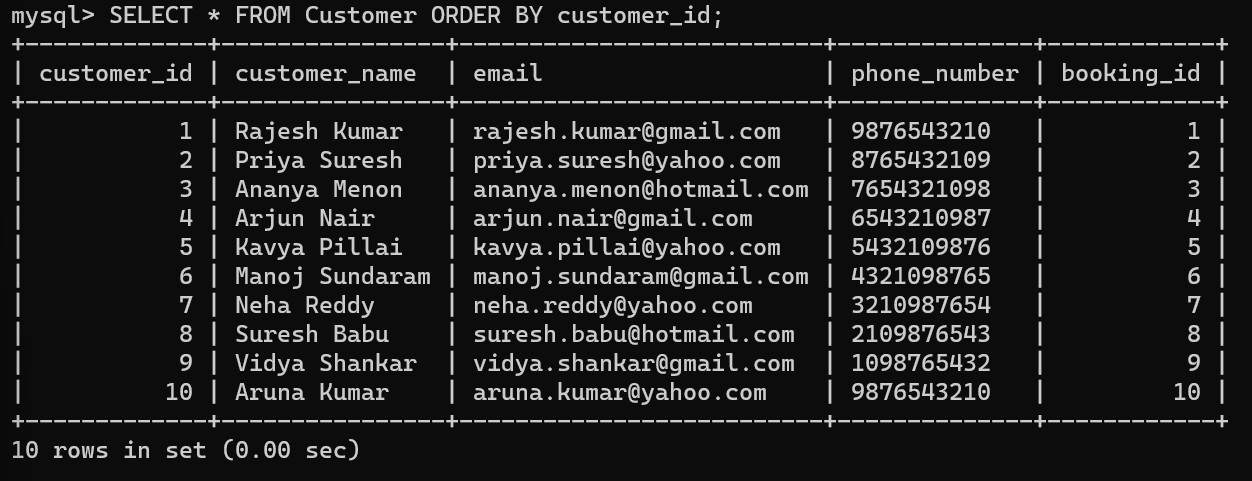 mysql> SELECT * FROM Customer ORDER BY customer_id;
+-------------+----------------+--------------------------+--------------+------------+
| customer_id | customer_name  | email                    | phone_number | booking_id |
+-------------+----------------+--------------------------+--------------+------------+
|           1 | Rajesh Kumar   | rajesh.kumar@gmail.com   | 9876543210   |          1 |
|           2 | Priya Suresh   | priya.suresh@yahoo.com   | 8765432109   |          2 |
|           3 | Ananya Menon   | ananya.menon@hotmail.com | 7654321098   |          3 |
|           4 | Arjun Nair     | arjun.nair@gmail.com     | 6543210987   |          4 |
|           5 | Kavya Pillai   | kavya.pillai@yahoo.com   | 5432109876   |          5 |
|           6 | Manoj Sundaram | manoj.sundaram@gmail.com | 4321098765   |          6 |
|           7 | Neha Reddy     | neha.reddy@yahoo.com     | 3210987654   |          7 |
|           8 | Suresh Babu    | suresh.babu@hotmail.com  | 2109876543   |          8 |
|           9 | Vidya Shankar  | vidya.shankar@gmail.com  | 1098765432   |          9 |
|          10 | Aruna Kumar    | aruna.kumar@yahoo.com    | 9876543210   |         10 |
+-------------+----------------+--------------------------+--------------+------------+
10 rows in set (0.00 sec)